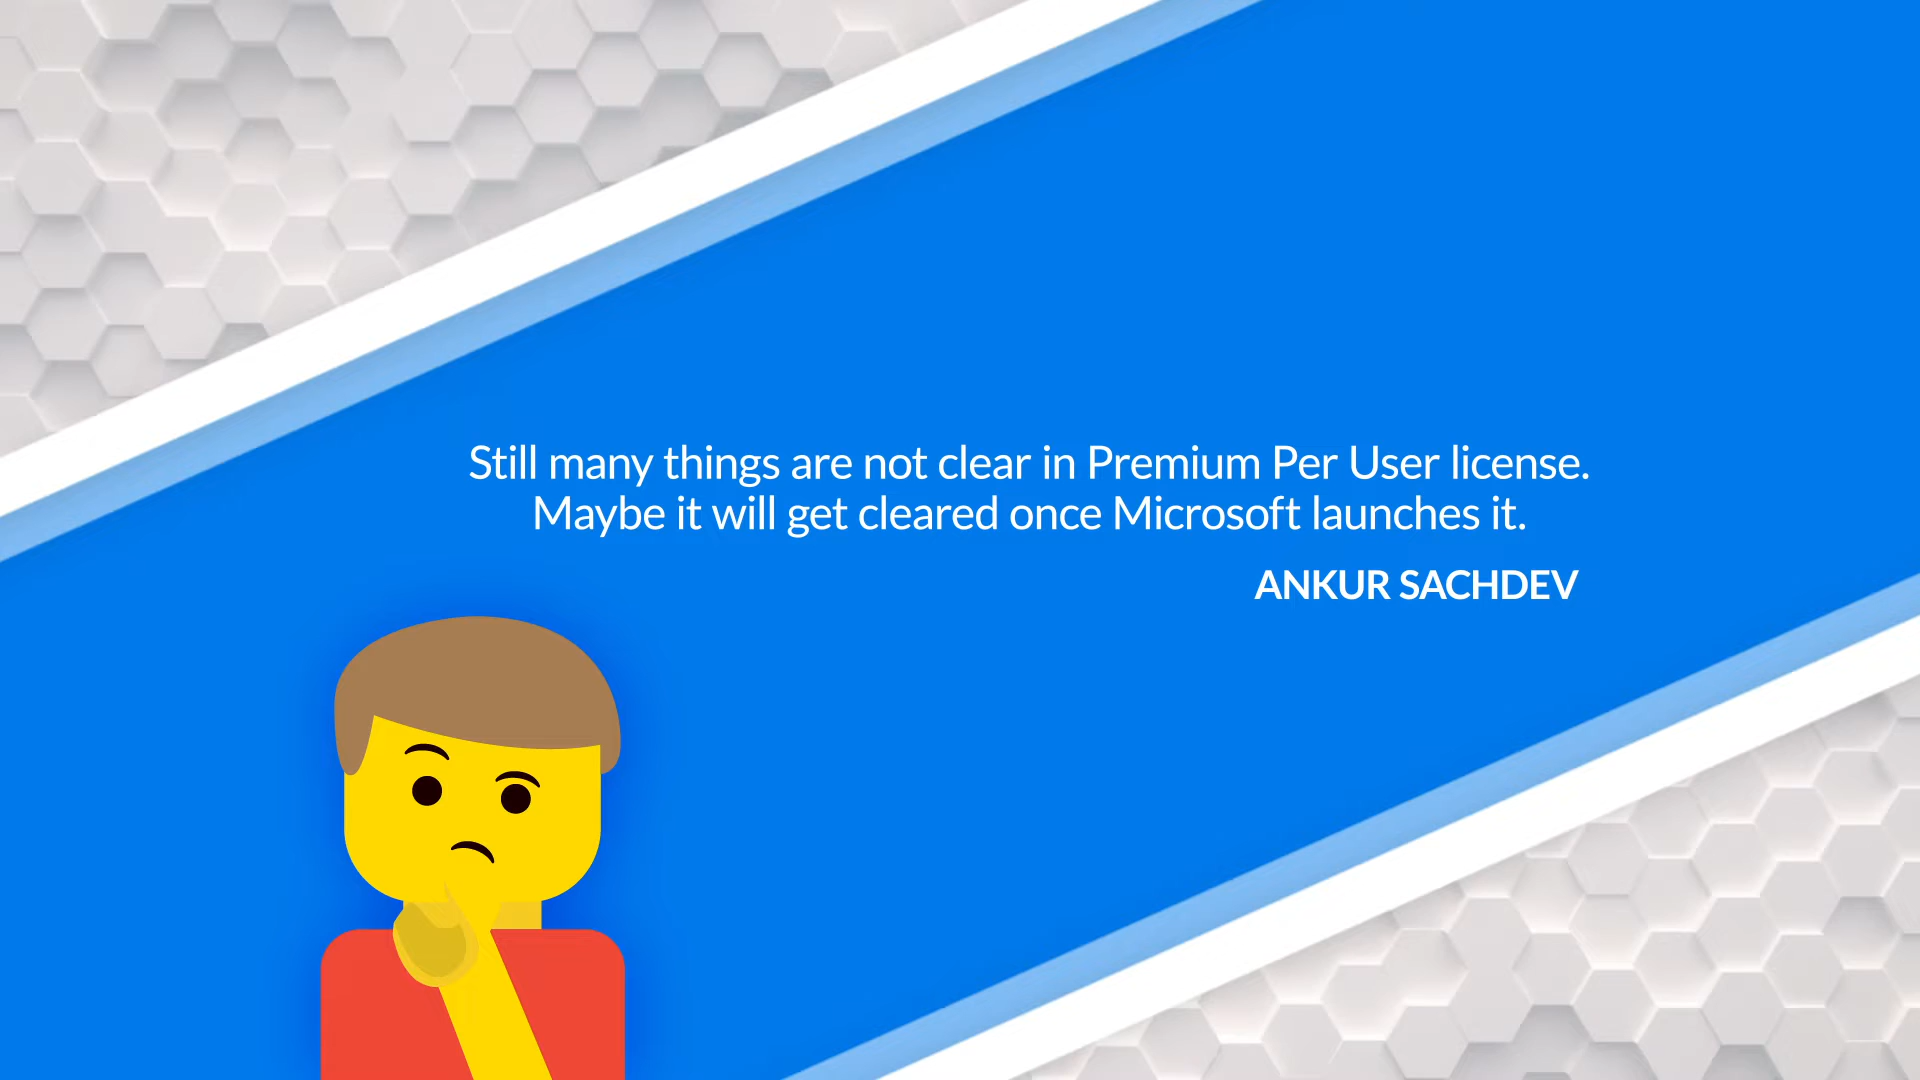 Still many things are not clear in Premium Per User license.
Maybe it will get cleared once Microsoft launches it.
ANKUR SACHDEV